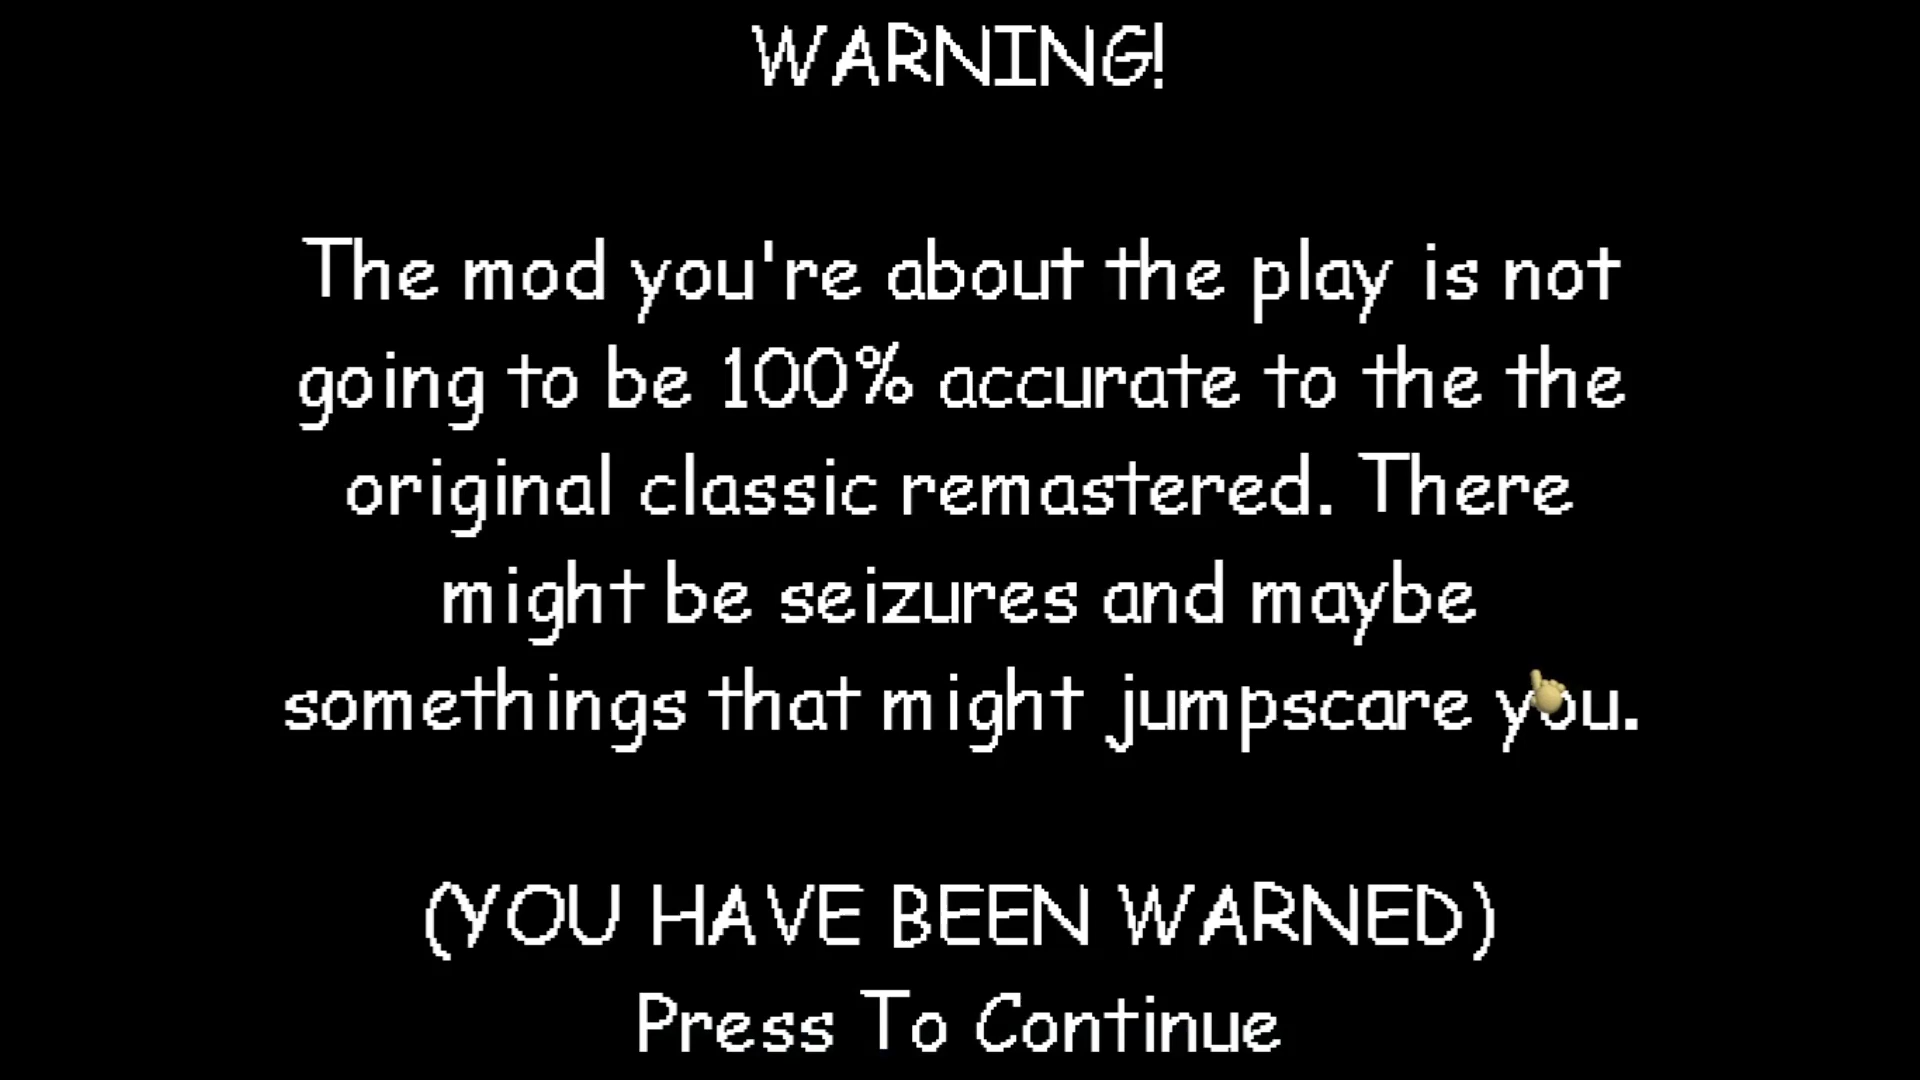 WARNING!
The mod you're about the play is not
going to be 100% accurate to the the
original classic remastered. There
might be seizures and maybe
somethings that might jumpscare you.
(YOU HAVE BEEN WARNED)
Press To Continue